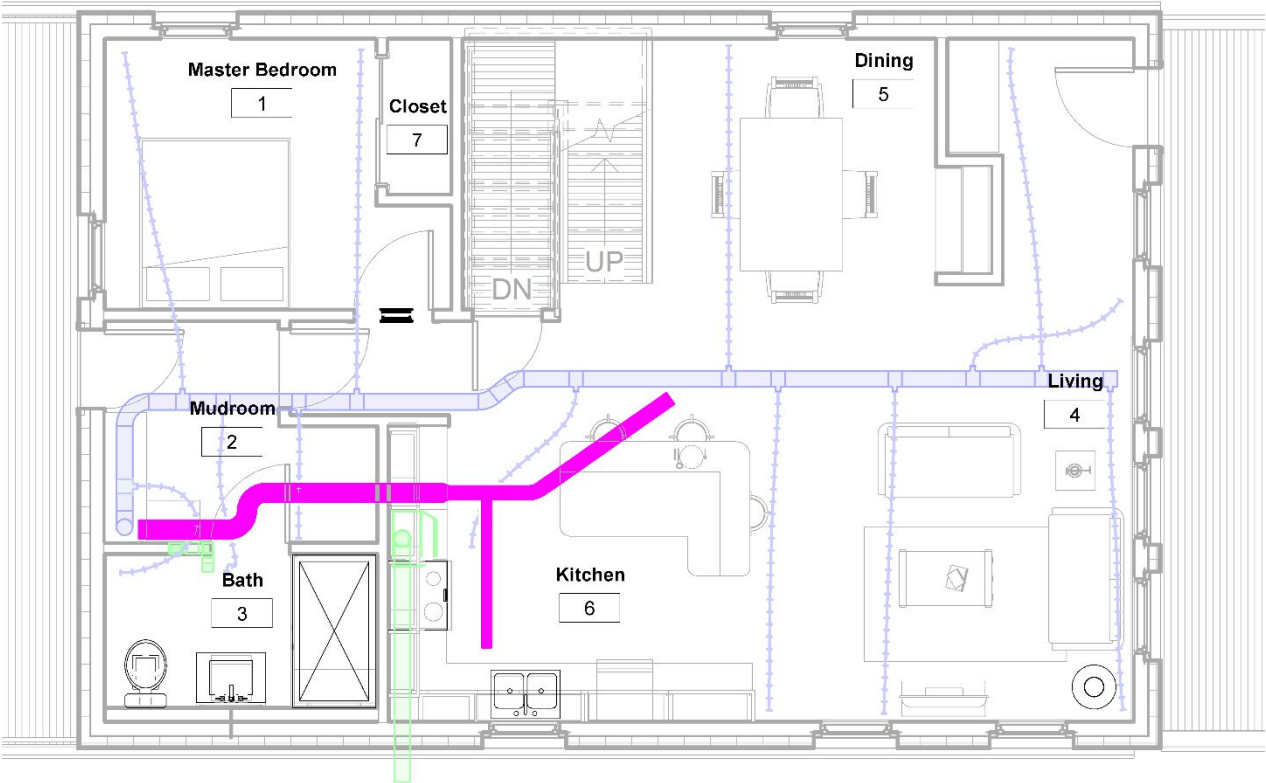 Master Bedroom
1
Closet
7
Dining
5
UP
DN
Living
4
Mudroom
2
Bath
3
Kitchen
6